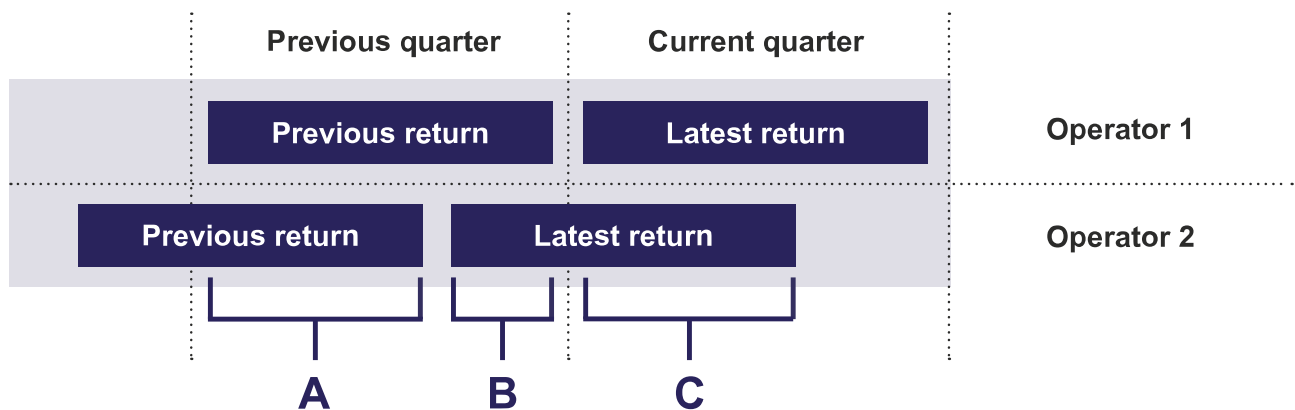 Previous quarter
Current quarter
Previous return
Latest return
Operator 1
Previous return
Latest return
Operator 2
A
B
C